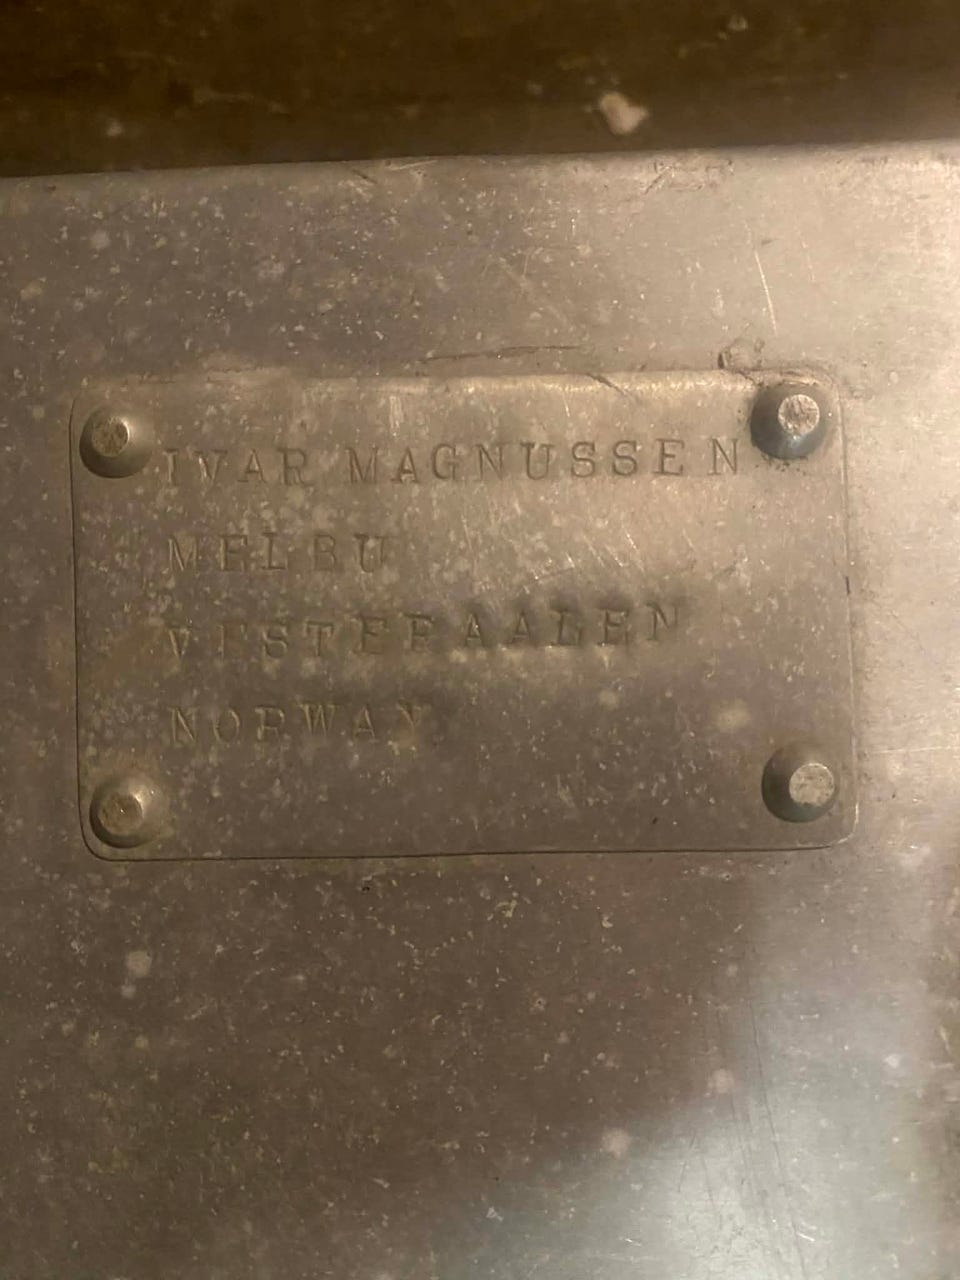 IVAR MAGNUSSEN
MELBU
VESTERAALEN
NORWAY